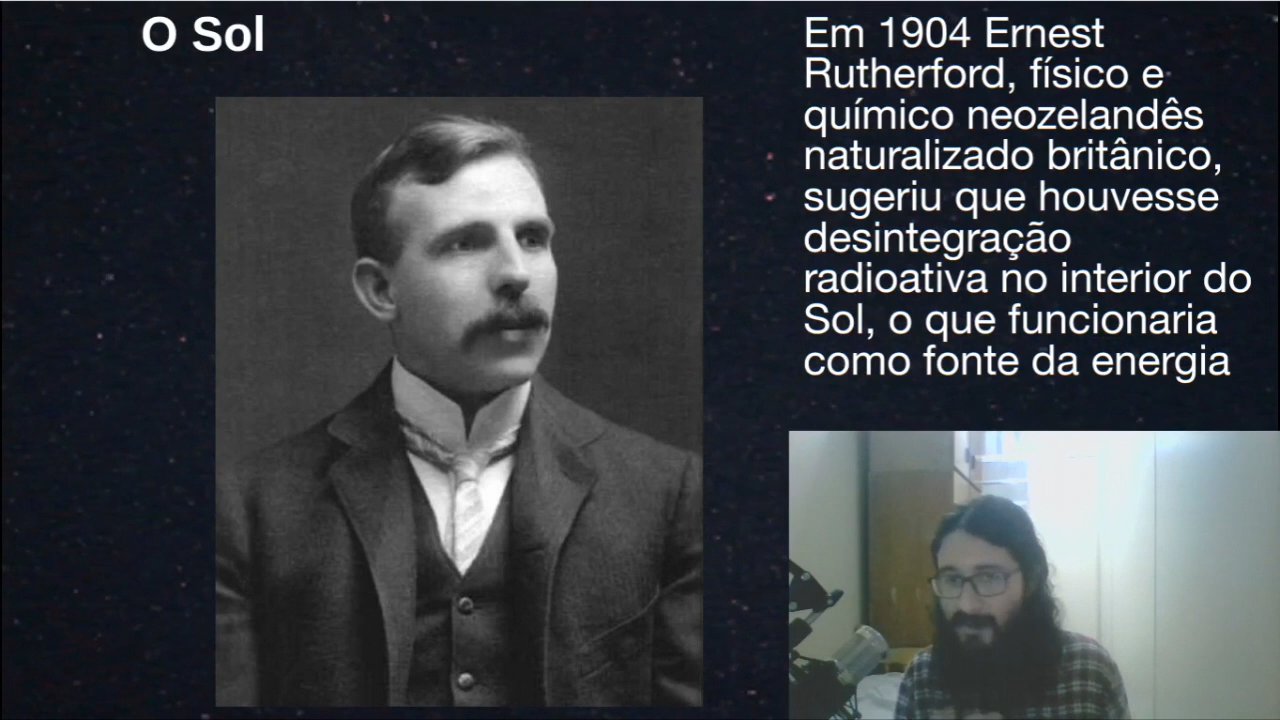 O Sol
Em 1904 Ernest
Rutherford, físico e
químico neozelandês
naturalizado britânico,
sugeriu que houvesse
desintegração
radioativa no interior do
Sol, o que funcionaria
como fonte da energia